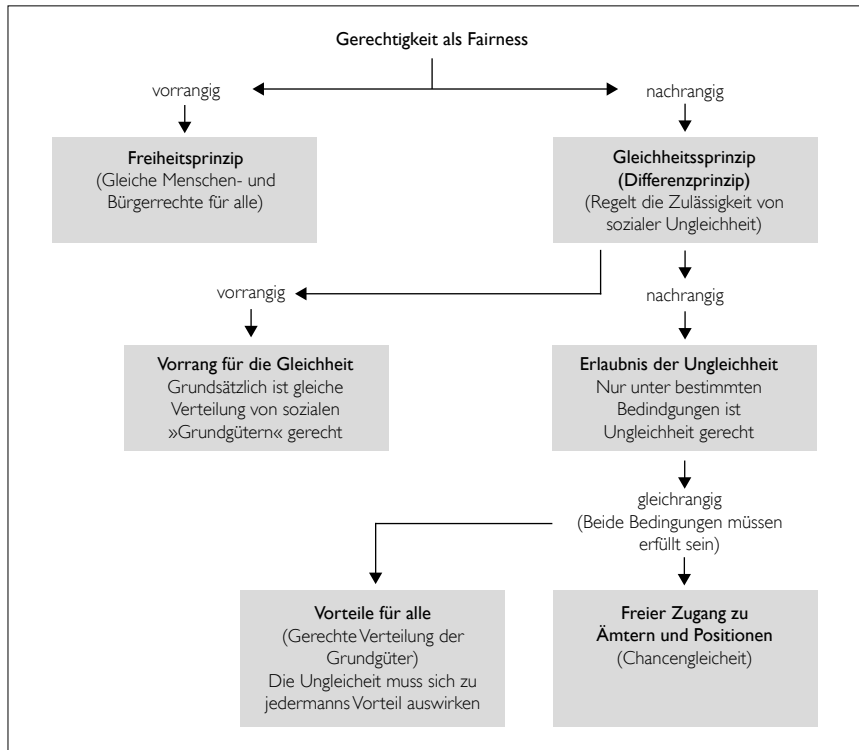 Gerechtigkeit als Fairness
vorrangig
nachrangig
Freiheitsprinzip
(Gleiche Menschen- und
Bürgerrechte für alle)
Gleichheitssprinzip
(Differenzprinzip)
(Regelt die Zulässigkeit von
sozialer Ungleichheit)
vorrangig
nachrangig
Vorrang für die Gleichheit
Grundsätzlich ist gleiche
Verteilung von sozialen
»Grundgütern« gerecht
Erlaubnis der Ungleichheit
Nur unter bestimmten
Bedindgungen ist
Ungleichheit gerecht
gleichrangig
(Beide Bedingungen müssen
erfüllt sein)
Vorteile für alle
(Gerechte Verteilung der
Grundgüter)
Die Ungleicheit muss sich zu
jedermanns Vorteil auswirken
Freier Zugang zu
Ämtern und Positionen
(Chancengleicheit)